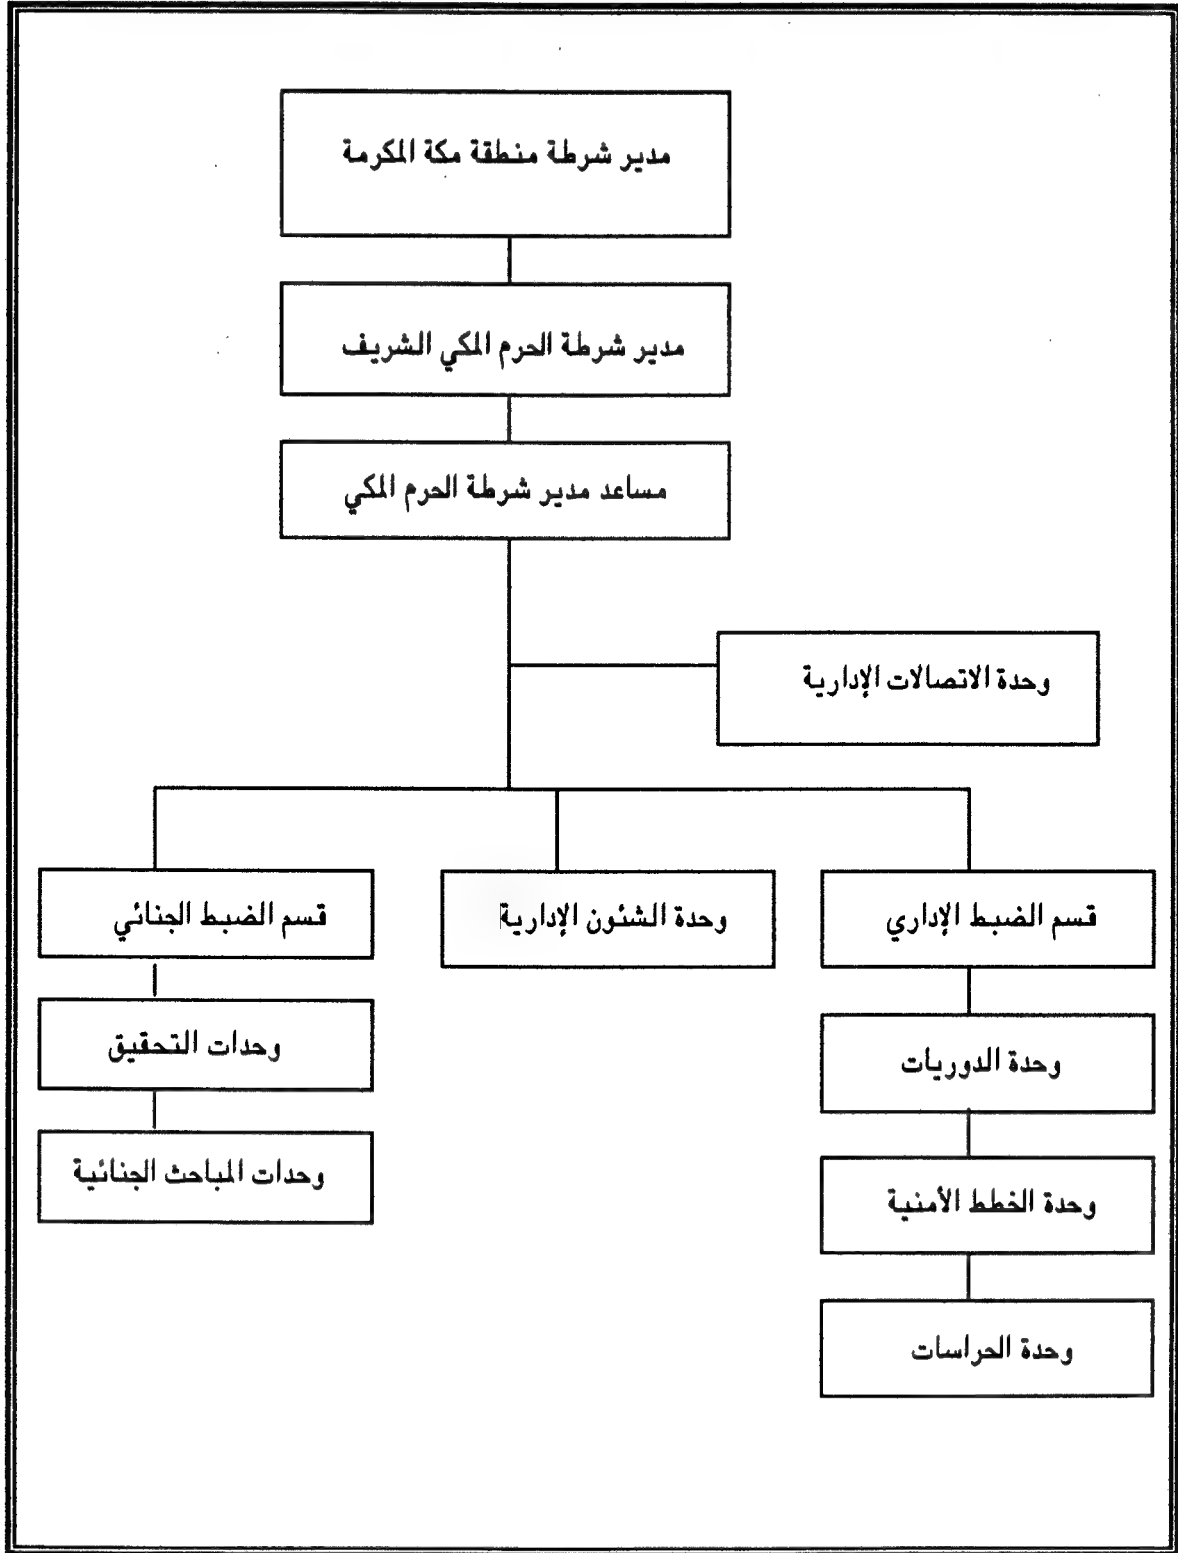 مدير شرطة منطقة مكة المكرمة
مدير شرطة الحرم المكي الشريف
مساعد مدير شرطة الحرم المكي
وحدة الاتصالات الإدارية
قسم الضبط الإداري
وحدة الشئون الإدارية
قسم الضبط الجنائي
وحدة الدوريات
وحدات التحقيق
وحدة الخطط الأمنية
وحدات المباحث الجنائية
وحدة الحراسات